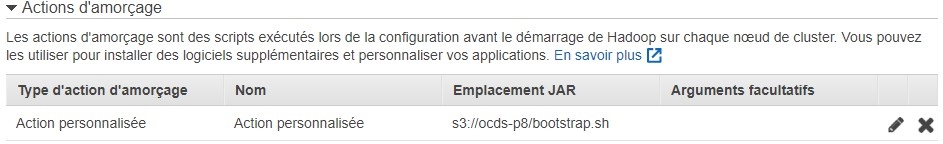 Actions d'amorçage
Les actions d'amorçage sont des scripts exécutés lors de la configuration avant le démarrage de Hadoop sur chaque nœud de cluster. Vous pouvez
les utiliser pour installer des logiciels supplémentaires et personnaliser vos applications. En savoir plus
Type d'action d'amorçage Nom Emplacement JAR Arguments facultatifs
Action personnalisée Action personnalisée s3://ocds-p8/bootstrap.sh